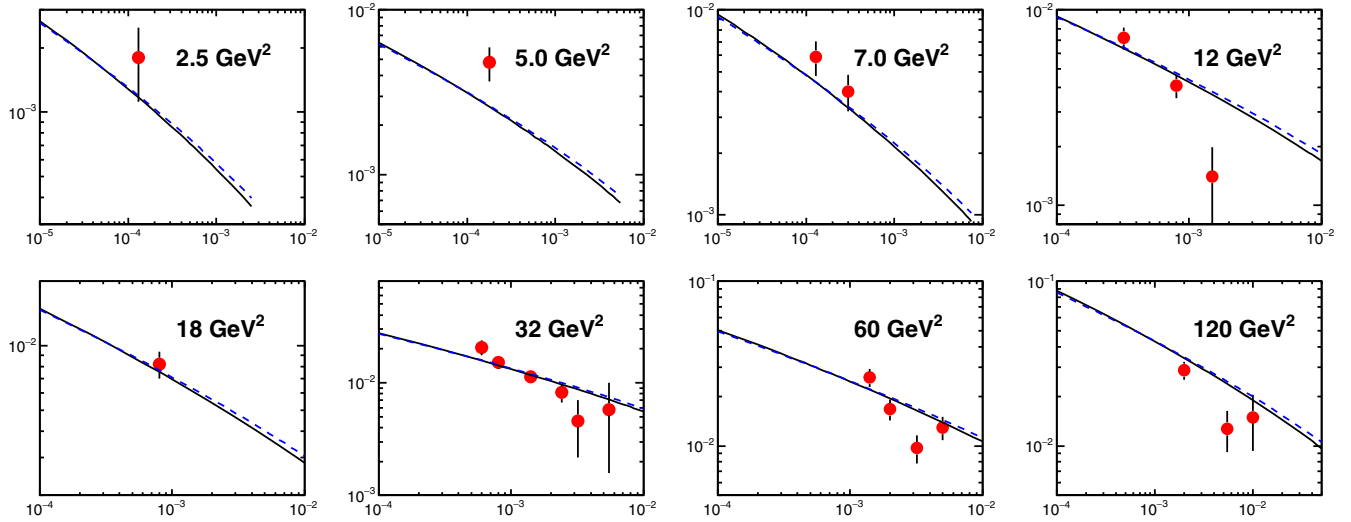 10⁻² 10⁻² 10⁻²
2.5 GeV² 5.0 GeV² 7.0 GeV² 12 GeV²
10⁻³ 10⁻³ 10⁻³ 10⁻³
10⁻⁵ 10⁻⁴ 10⁻³ 10⁻² 10⁻⁵ 10⁻⁴ 10⁻³ 10⁻² 10⁻⁵ 10⁻⁴ 10⁻³ 10⁻² 10⁻⁴ 10⁻³ 10⁻²
10⁻¹ 10⁻¹
18 GeV² 32 GeV² 60 GeV² 120 GeV²
10⁻² 10⁻² 10⁻² 10⁻²
10⁻³
10⁻⁴ 10⁻³ 10⁻² 10⁻⁴ 10⁻³ 10⁻² 10⁻⁴ 10⁻³ 10⁻² 10⁻⁴ 10⁻³ 10⁻²